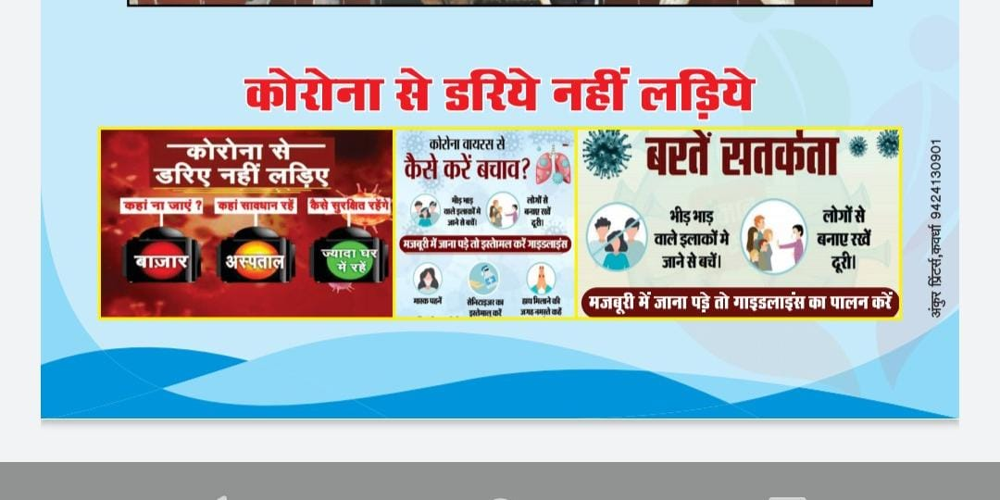 कोरोना से डरिये नहीं लड़िये
कोरोना से
डरिए नहीं लड़िए
कहां ना जाएं ?
कहां सावधान रहें
कैसे सुरक्षित रहेंगे
बाज़ार
अस्पताल
ज्यादा घर
में रहें
कोरोना वायरस से
कैसे करें बचाव?
भीड़ भाड़
वाले इलाकों मे
जाने से बचें।
लोगों से
बनाए रखें
दूरी।
मजबूरी में जाना पड़े तो इस्तेामल करें गाइडलाइंस
मास्क पहनें
सेनिटाइजर का
इस्तेमाल करें
हाथ मिलाने की
जगह नमस्ते कहें
बरतें सतर्कता
भीड़ भाड़
वाले इलाकों मे
जाने से बचें।
लोगों से
बनाए रखें
दूरी।
मजबूरी में जाना पड़े तो गाइडलाइंस का पालन करें
अंकुर प्रिंटर्स,कवर्धा 9424130901